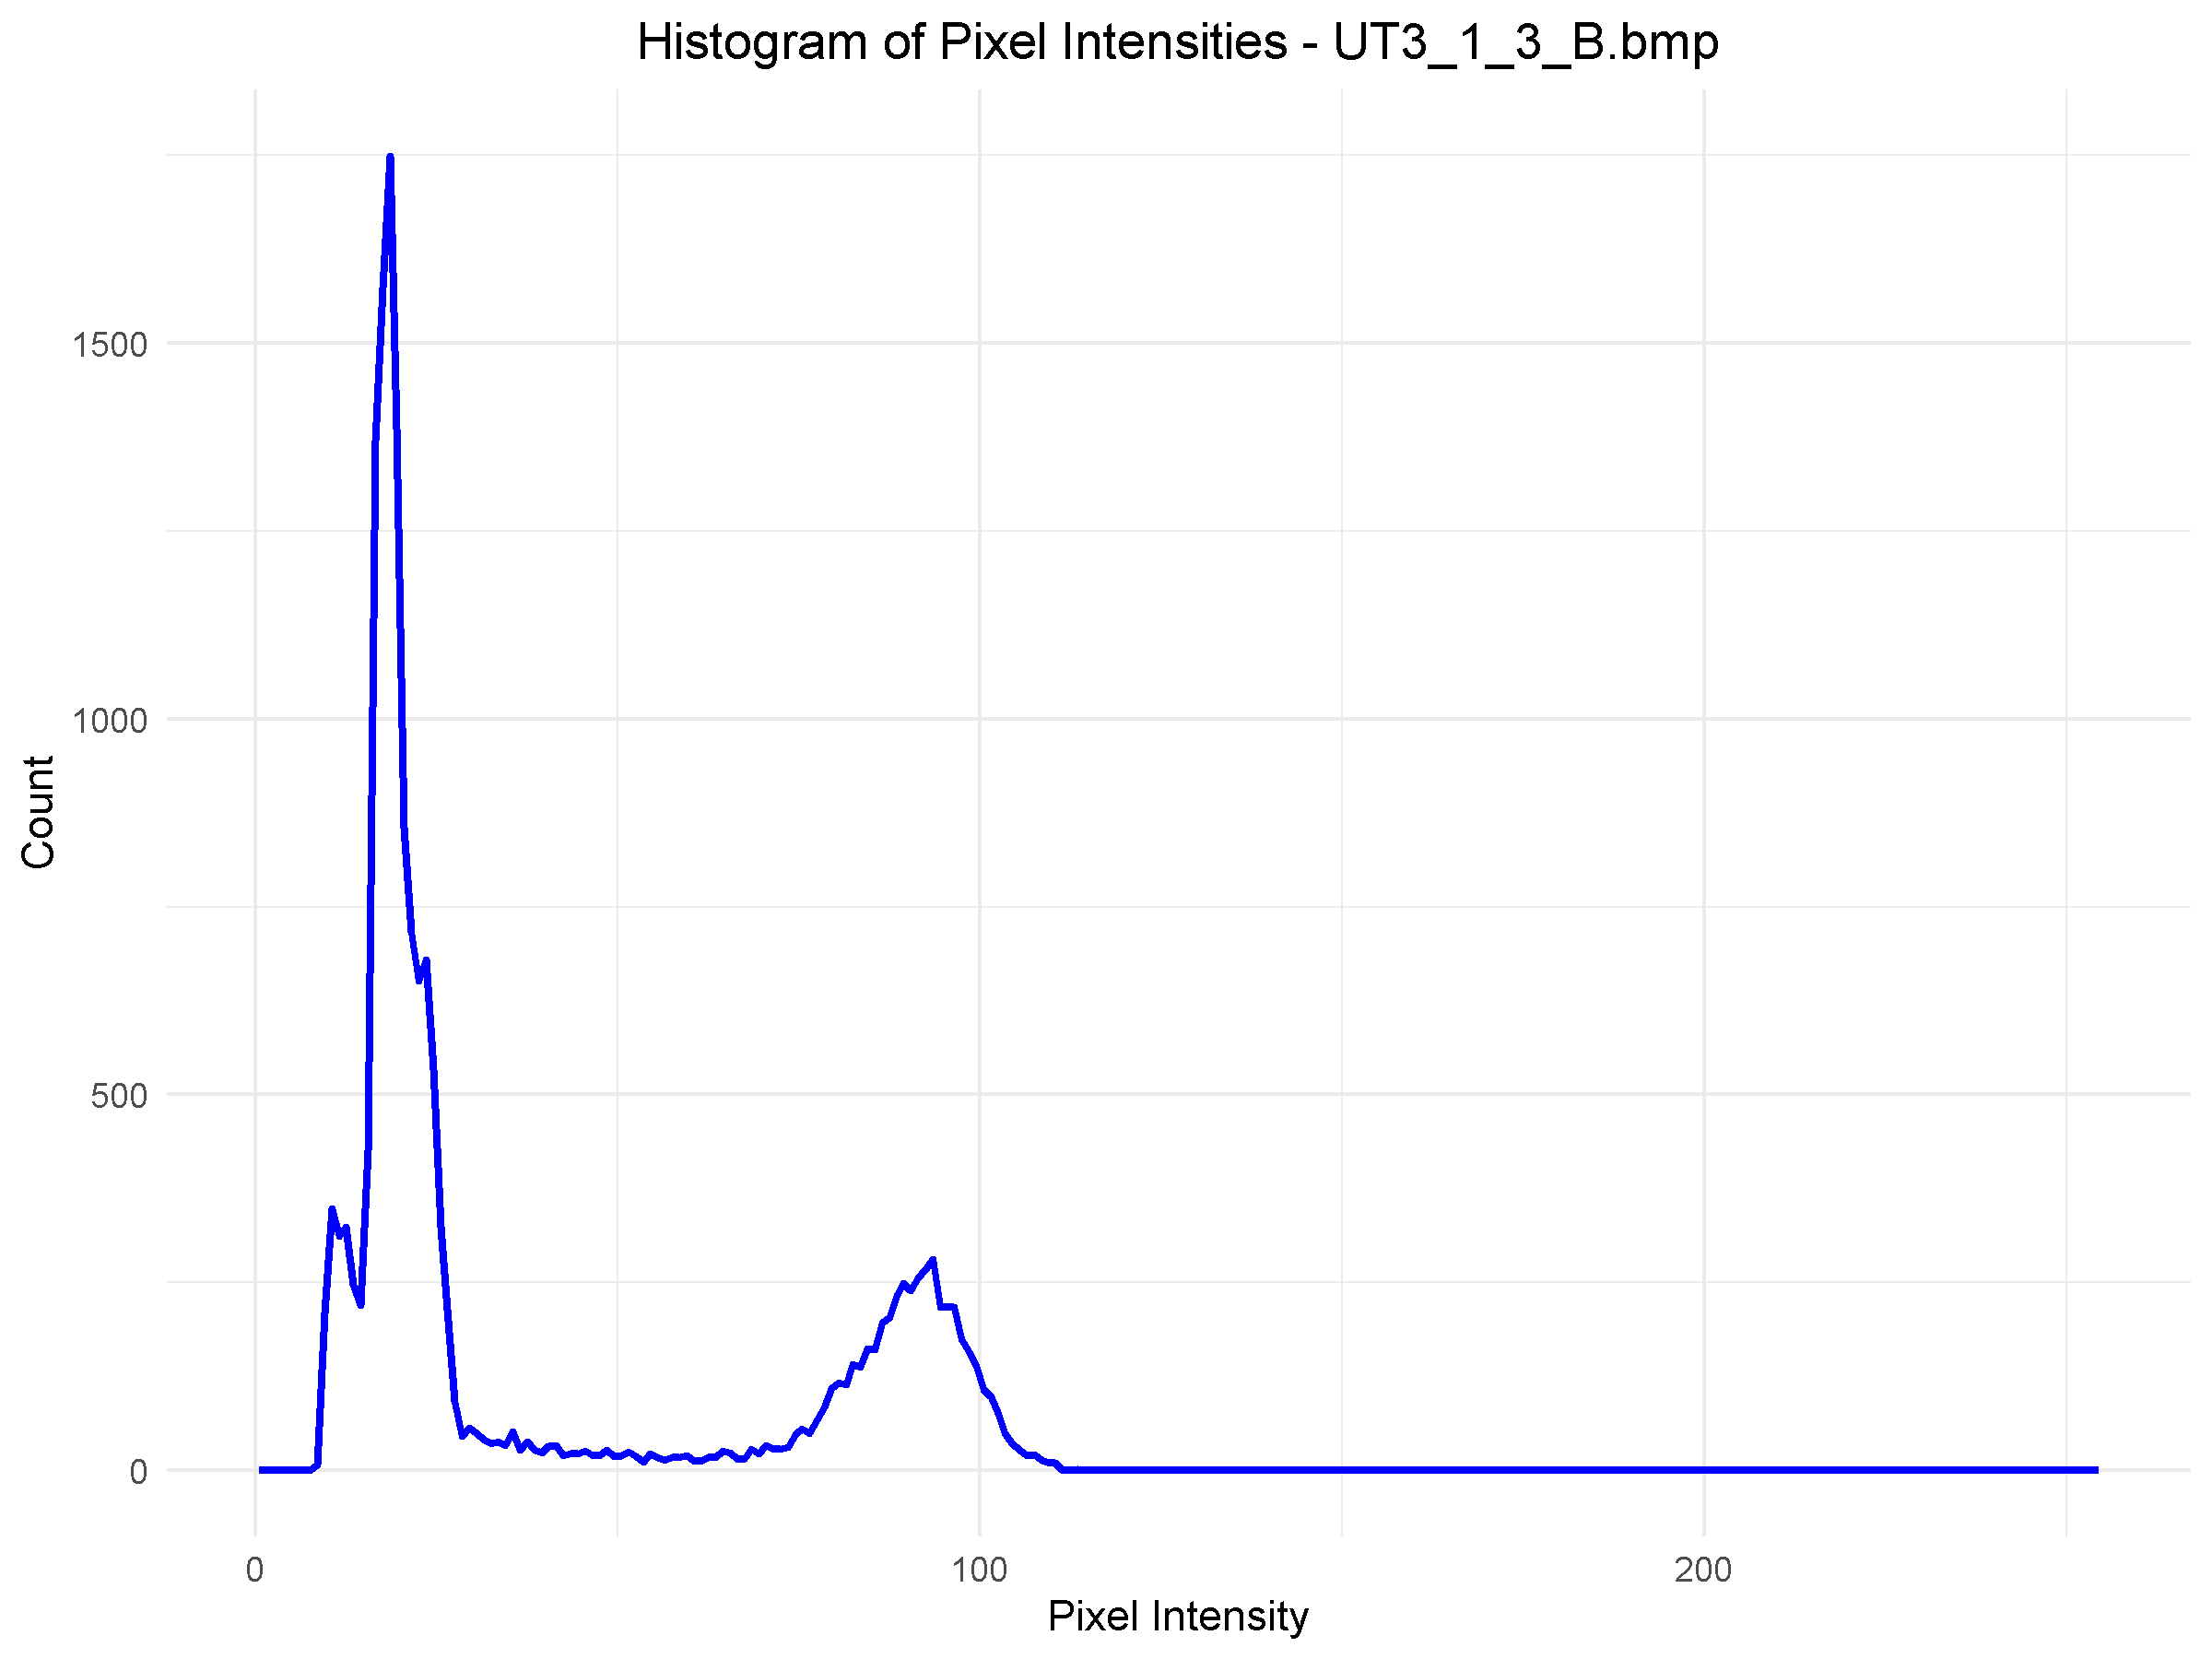 Histogram of Pixel Intensities - UT3_1_3_B.bmp
1500
1000
500
0
Count
0 100 200
Pixel Intensity